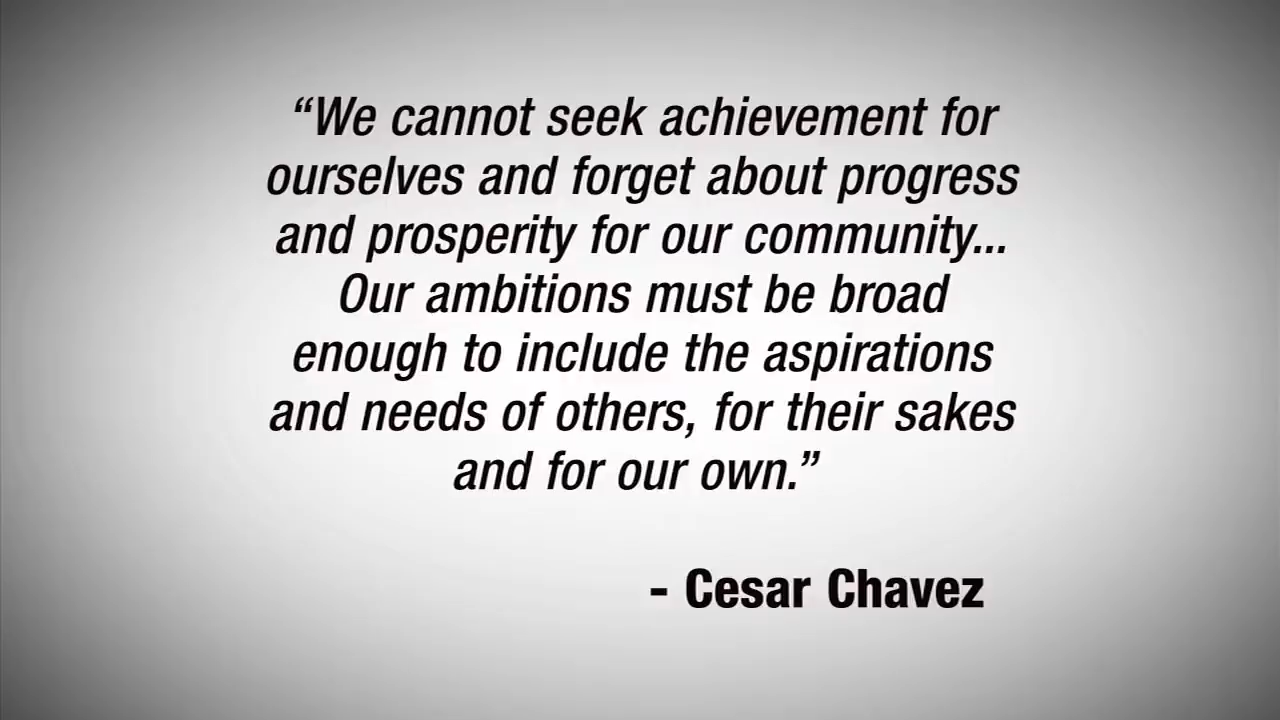 “We cannot seek achievement for
ourselves and forget about progress
and prosperity for our community...
Our ambitions must be broad
enough to include the aspirations
and needs of others, for their sakes
and for our own.”
- Cesar Chavez